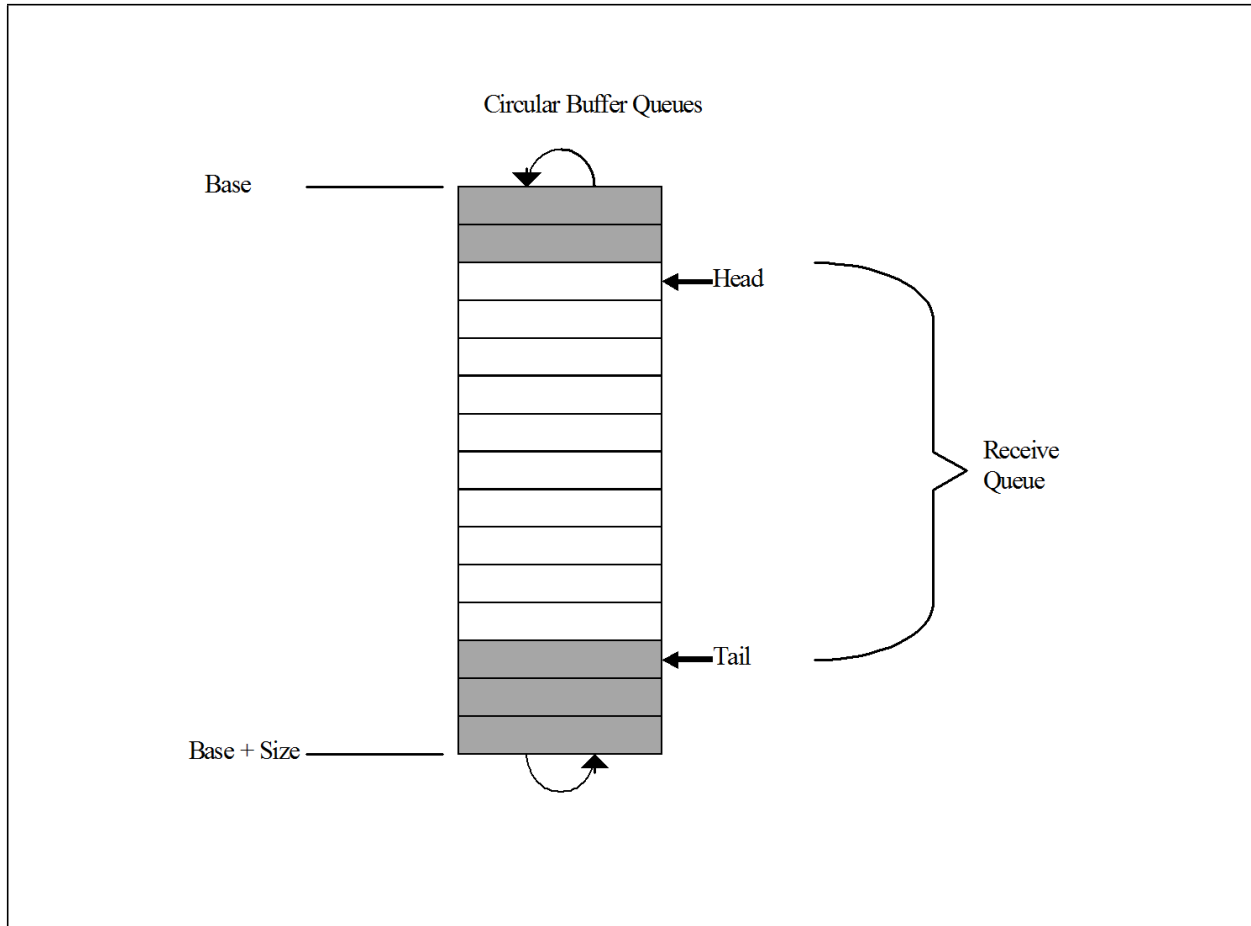 Circular Buffer Queues
Base
Head
Receive
Queue
Tail
Base + Size